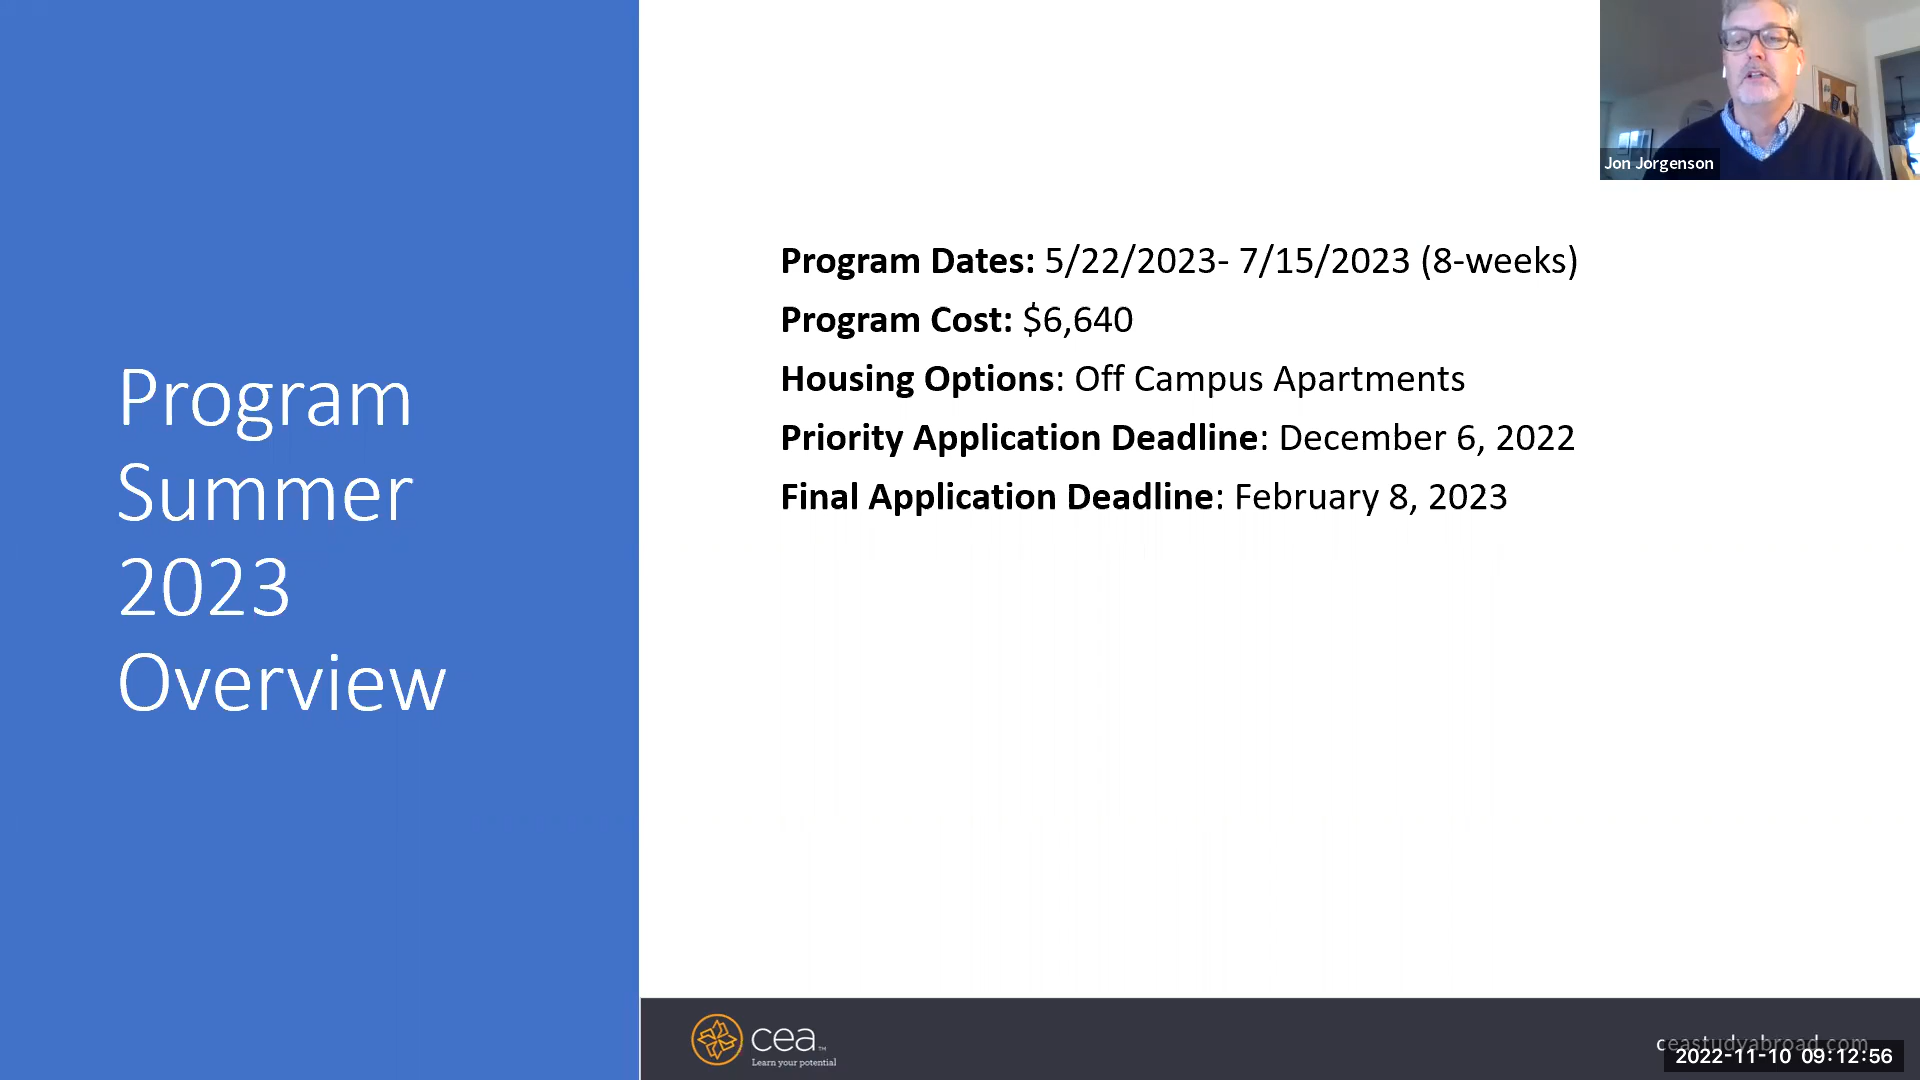 Jon Jorgenson
Program
Summer
2023
Overview
Program Dates: 5/22/2023- 7/15/2023 (8-weeks)
Program Cost: $6,640
Housing Options: Off Campus Apartments
Priority Application Deadline: December 6, 2022
Final Application Deadline: February 8, 2023
cea™
Learn your potential
ceastudyabroad.com
2022-11-10 09:12:56